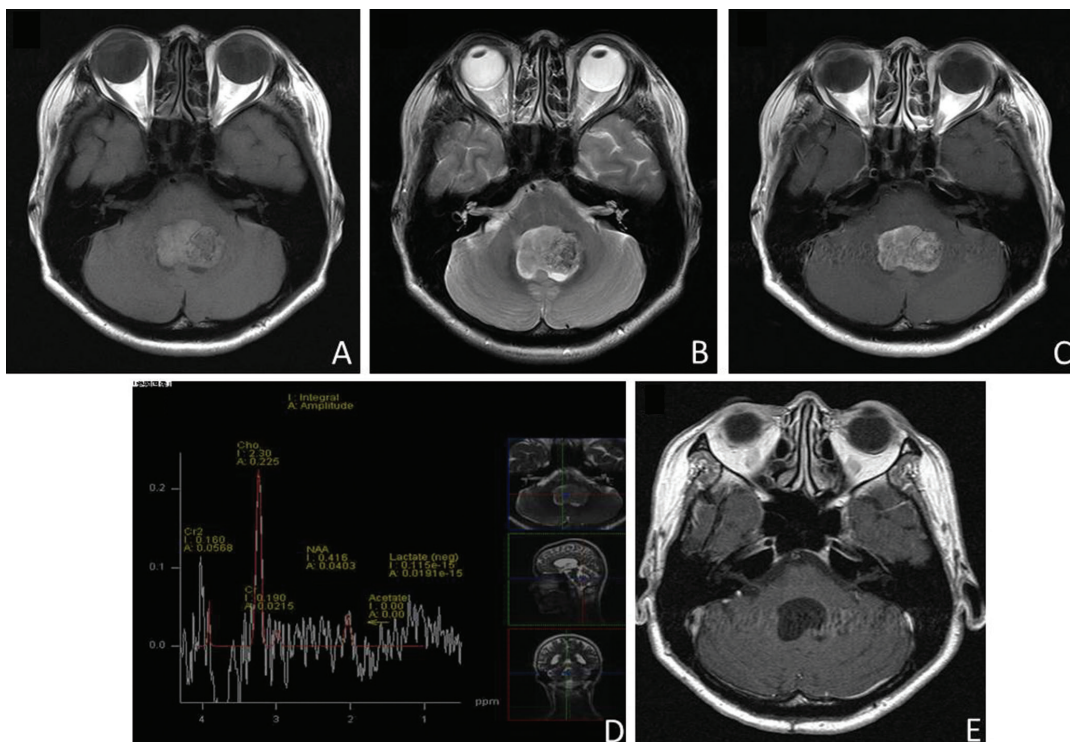 A
B
C
I : Integral
A: Amplitude
Cho
I : 2.30
A: 0.225
0.2
Cr2
I : 0.160
A: 0.0568
NAA
I : 0.416
A: 0.0403
Lactate (neg)
I : 0.115e-15
A: 0.0191e-15
0.1
Cr
I : 0.190
A: 0.0215
Acetatet
I : 0.00
A: 0.00
0.0
ppm
4
3
2
1
D
E